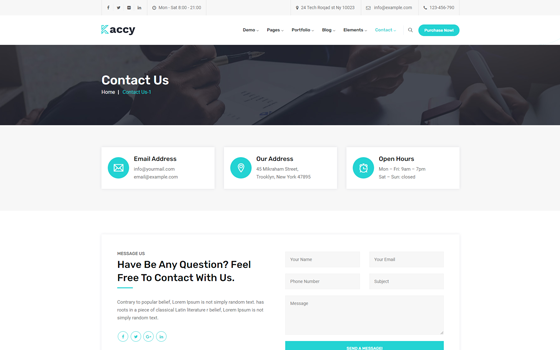 Mon - Sat 8:00 - 21:00
24 Tech Roqad st Ny 10023
info@example.com
123-456-790
Kaccy
Demo
Pages
Portfolio
Blog
Elements
Contact
Purchase Now!
Contact Us
Home | Contact Us 1
Email Address
info@yourmail.com
email@example.com
Our Address
45 Mikraham Street,
Trooklyn, New York 47895
Open Hours
Mon – Fri: 9am – 7pm
Sat – Sun: closed
MESSAGE US
Have Be Any Question? Feel
Free To Contact With Us.
Contrary to popular belief, Lorem Ipsum is not simply random text. has
roots in a piece of classical Latin literature i belief, Lorem Ipsum is not
simply random text.
Your Name
Your Email
Phone Number
Subject
Message
SEND A MESSAGE